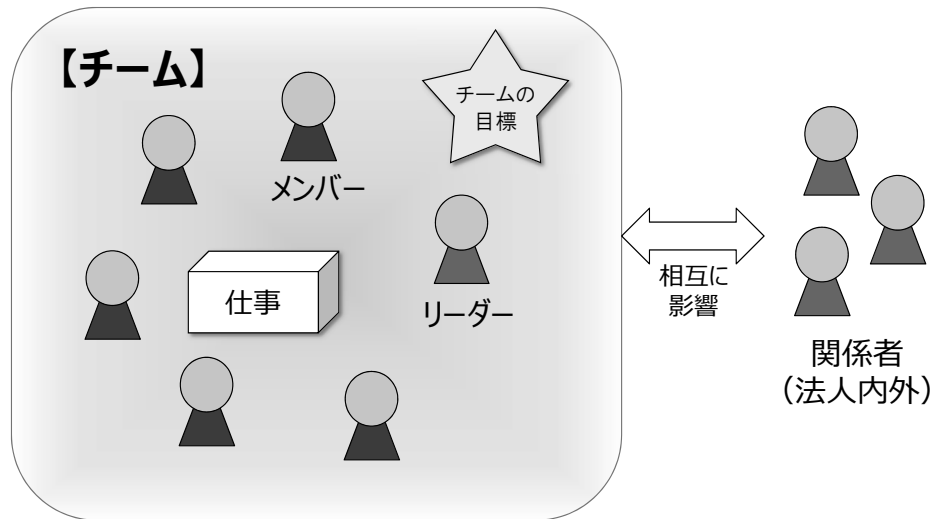 【チーム】
チームの
目標
メンバー
仕事
リーダー
相互に
影響
関係者
（法人内外）